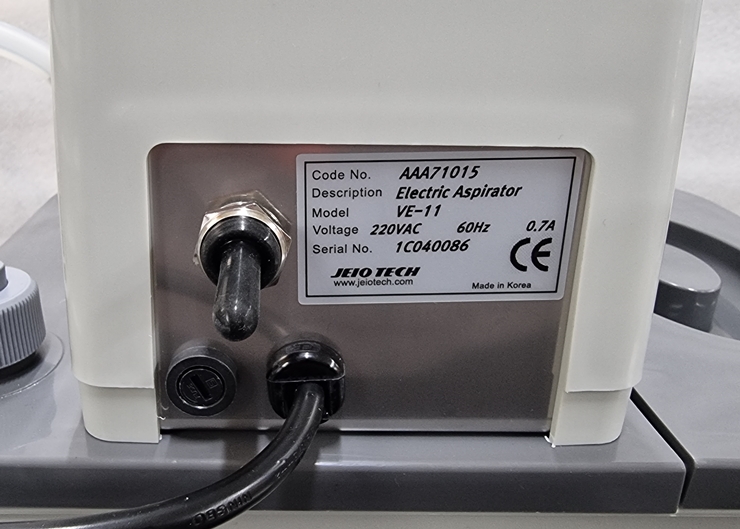 Code No. AAA71015
Description Electric Aspirator
Model VE-11
Voltage 220VAC 60Hz 0.7A
Serial No. 1C040086
CE
JEIO TECH
www.jeiotech.com
Made in Korea